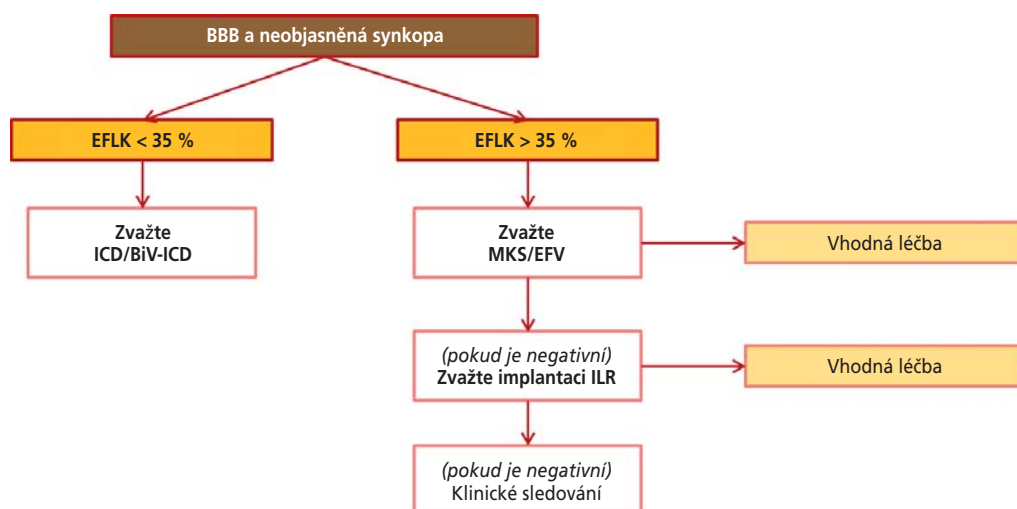 BBB a neobjasněná synkopa
EFLK < 35 %
EFLK > 35 %
Zvažte
ICD/BiV-ICD
Zvažte
MKS/EFV
Vhodná léčba
(pokud je negativní)
Zvažte implantaci ILR
Vhodná léčba
(pokud je negativní)
Klinické sledování